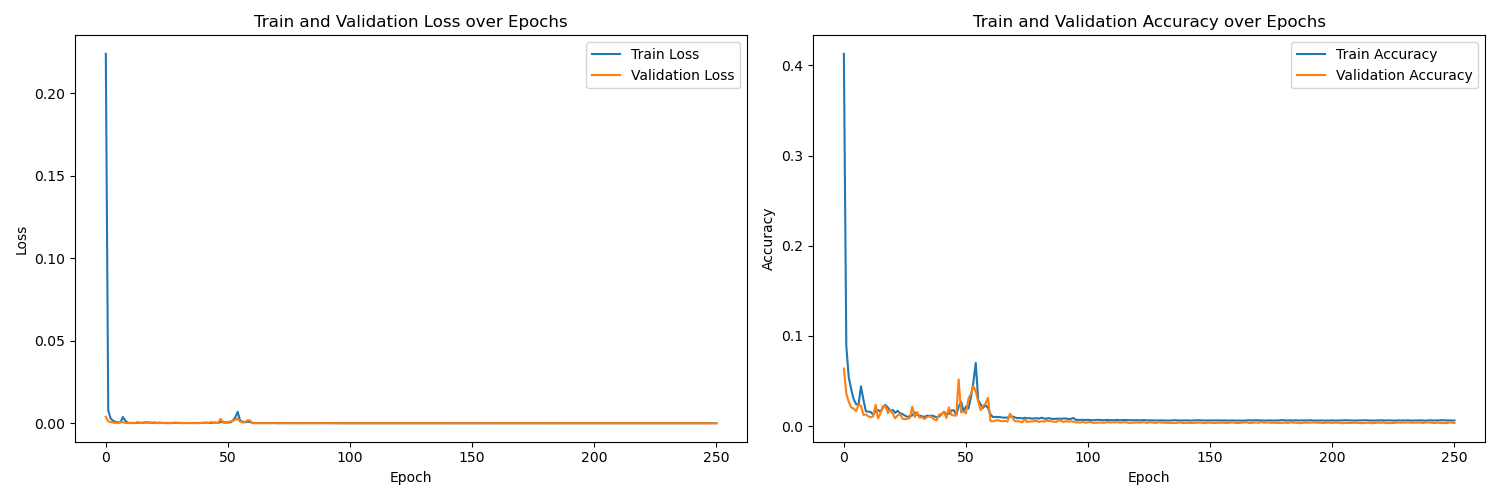 Train and Validation Loss over Epochs
Train Loss
Validation Loss
0.20
0.15
0.10
0.05
0.00
Loss
0 50 100 150 200 250
Epoch
Train and Validation Accuracy over Epochs
Train Accuracy
Validation Accuracy
0.4
0.3
0.2
0.1
0.0
Accuracy
0 50 100 150 200 250
Epoch